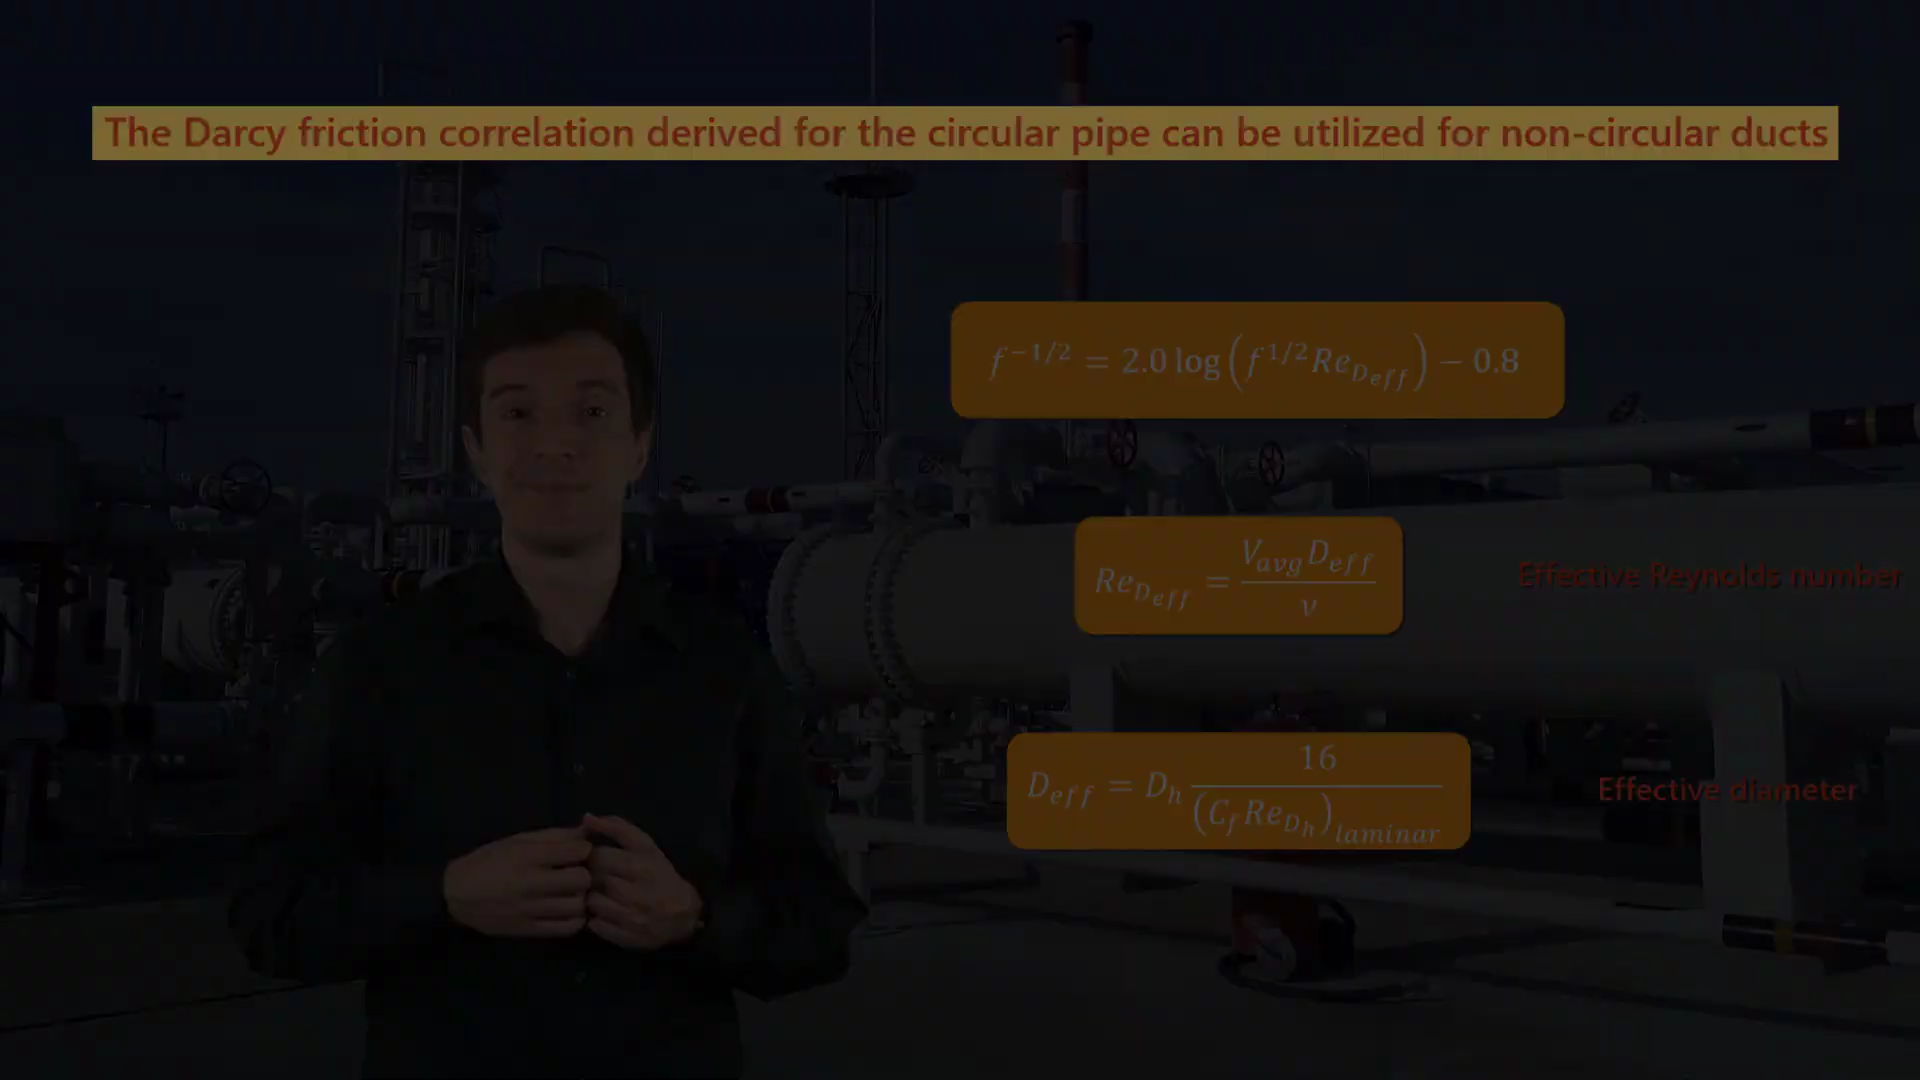 The Darcy friction correlation derived for the circular pipe can be utilized for non-circular ducts
f^{-1/2} = 2.0 log(f^{1/2}Re_{D_{eff}}) − 0.8
Re_{D_{eff}} = \frac{V_{avg}D_{eff}}{ν}
Effective Reynolds number
D_{eff} = D_h \frac{16}{(C_f Re_{D_h})_{laminar}}
Effective diameter